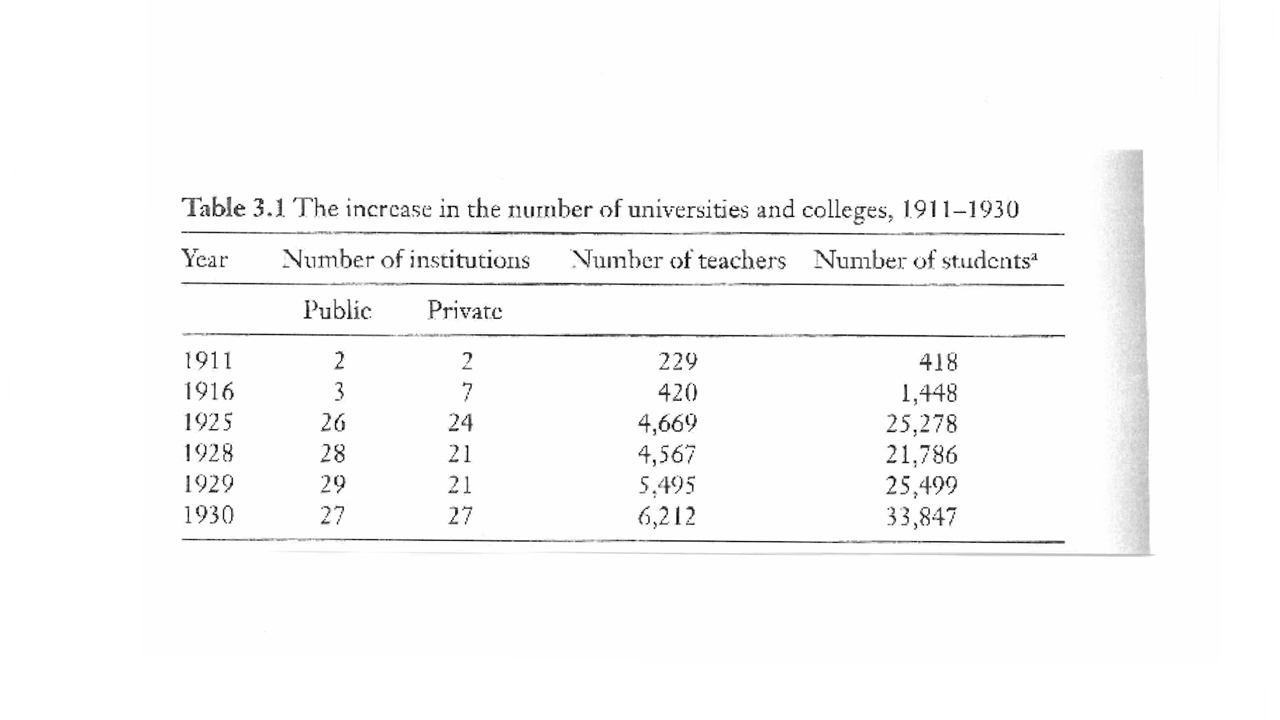 Table 3.1 The increase in the number of universities and colleges, 1911–1930
Year Number of institutions Number of teachers Number of studentsª
Public Private
1911 2 2 229 418
1916 3 7 420 1,448
1925 26 24 4,669 25,278
1928 28 21 4,567 21,786
1929 29 21 5,495 25,499
1930 27 27 6,212 33,847